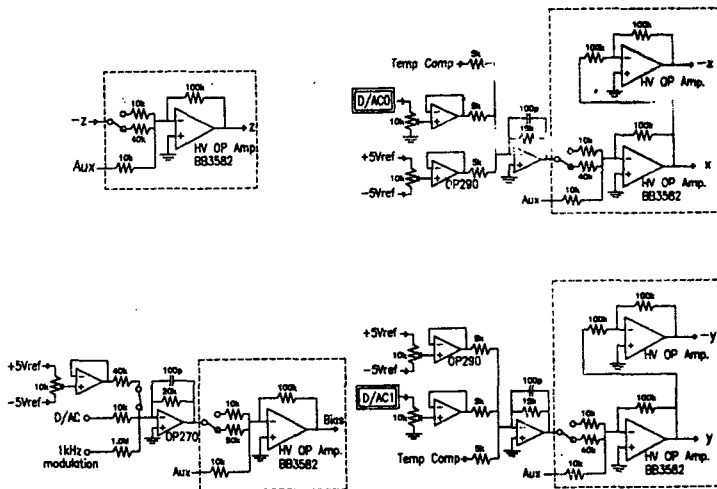 100k
10k
-z
40k
z
HV OP Amp
BB3582
Aux
10k
Temp Comp
5k
100k
100k
-x
HV OP Amp.
D/AC0
10k
100p
15k
+5Vref
10k
-5Vref
OP290
5k
10k
40k
100k
x
HV OP Amp.
BB3582
Aux
10k
+5Vref
10k
-5Vref
40k
100p
20k
D/AC
10k
OP270
1kHz
modulation
1.0M
10k
100k
Bias
HV OP Amp.
BB3582
Aux
10k
+5Vref
10k
-5Vref
OP290
D/AC1
10k
100p
15k
Temp Comp
100k
100k
-y
HV OP Amp.
10k
40k
100k
y
HV OP Amp.
BB3582
Aux
10k